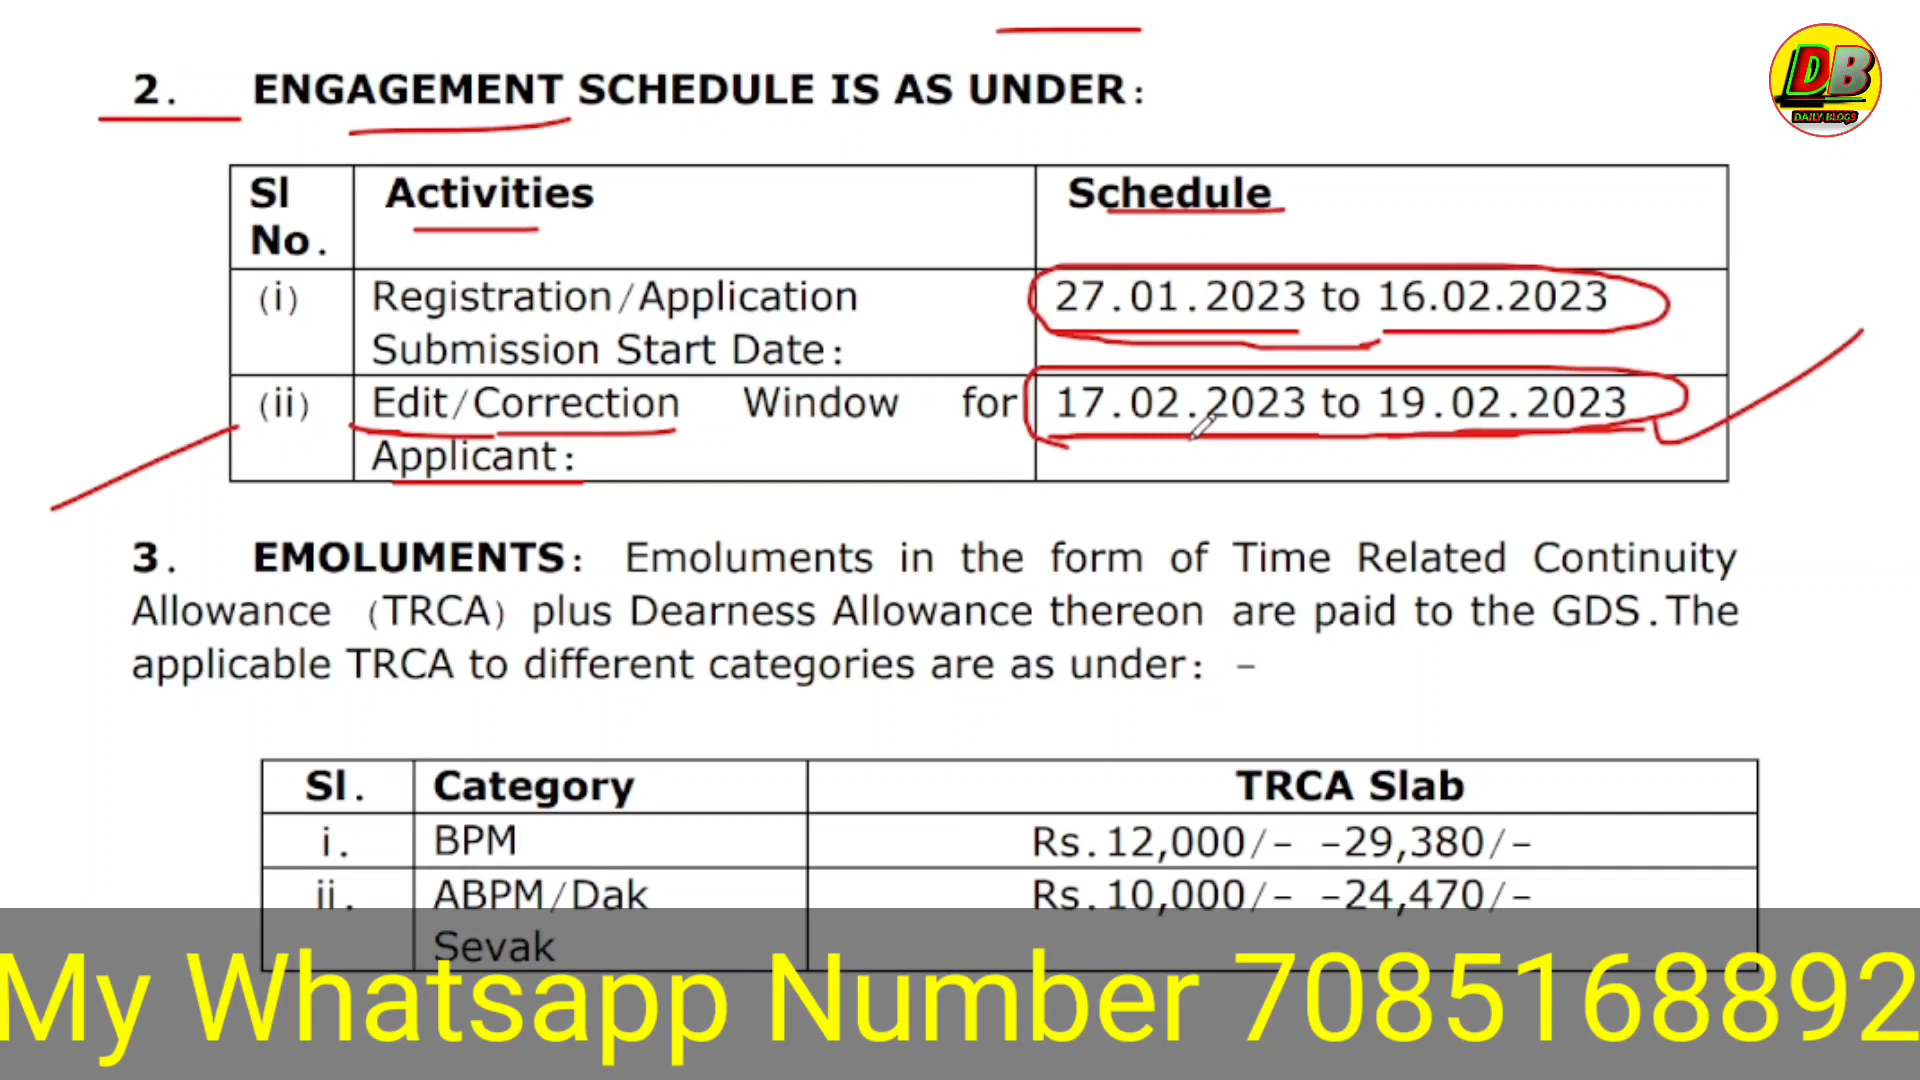 DB
DAILY BLOGS
2. ENGAGEMENT SCHEDULE IS AS UNDER:
Sl No. Activities Schedule
(i) Registration/Application Submission Start Date: 27.01.2023 to 16.02.2023
(ii) Edit/Correction Window for Applicant: 17.02.2023 to 19.02.2023
3. EMOLUMENTS: Emoluments in the form of Time Related Continuity
Allowance (TRCA) plus Dearness Allowance thereon are paid to the GDS.The
applicable TRCA to different categories are as under: –
Sl. Category TRCA Slab
i. BPM Rs.12,000/- -29,380/-
ii. ABPM/Dak Sevak Rs.10,000/- -24,470/-
My Whatsapp Number 7085168892